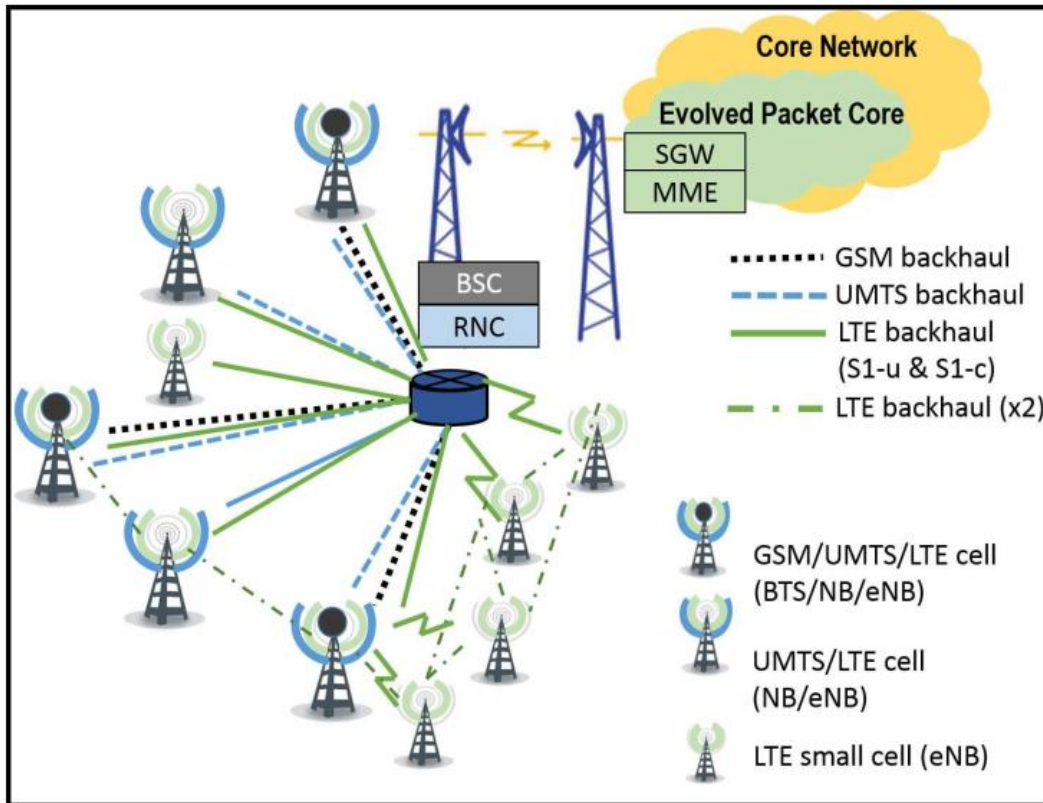 Core Network
Evolved Packet Core
SGW
MME
BSC
RNC
GSM backhaul
UMTS backhaul
LTE backhaul
(S1-u & S1-c)
LTE backhaul (x2)
GSM/UMTS/LTE cell
(BTS/NB/eNB)
UMTS/LTE cell
(NB/eNB)
LTE small cell (eNB)